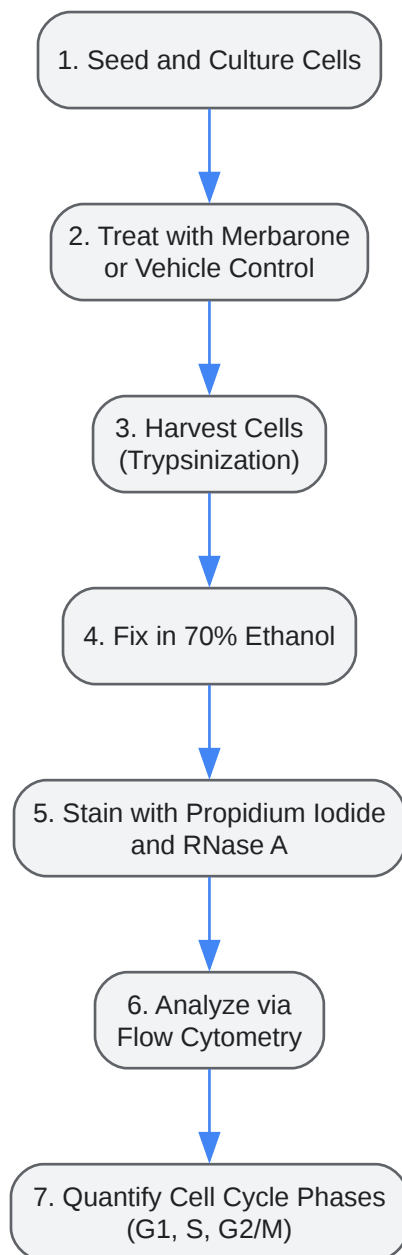 1. Seed and Culture Cells
2. Treat with Merbarone
or Vehicle Control
3. Harvest Cells
(Trypsinization)
4. Fix in 70% Ethanol
5. Stain with Propidium Iodide
and RNase A
6. Analyze via
Flow Cytometry
7. Quantify Cell Cycle Phases
(G1, S, G2/M)